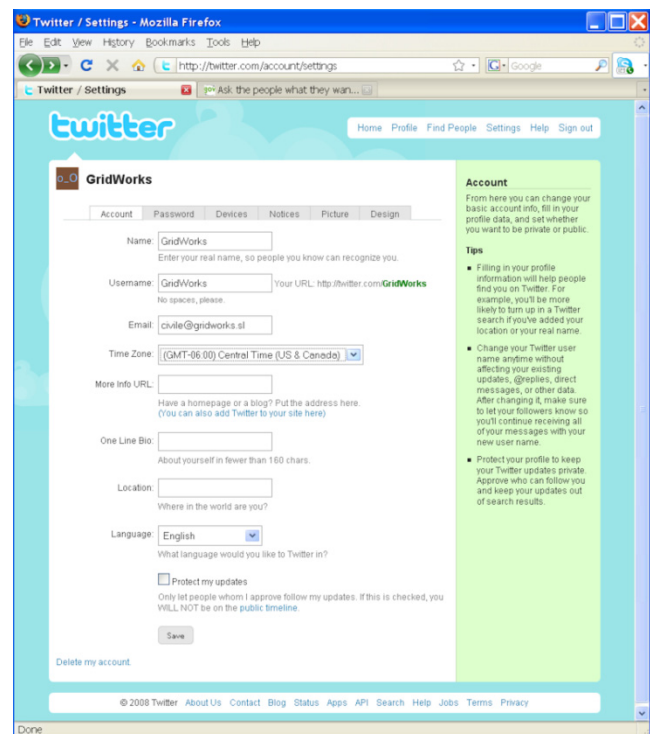 Twitter / Settings - Mozilla Firefox
File Edit View History Bookmarks Tools Help
http://twitter.com/account/settings
Google
Twitter / Settings
Ask the people what they wan...
twitter
Home Profile Find People Settings Help Sign out
o_O GridWorks
Account Password Devices Notices Picture Design
Name: GridWorks
Enter your real name, so people you know can recognize you.
Username: GridWorks Your URL: http://twitter.com/GridWorks
No spaces, please.
Email: civile@gridworks.sl
Time Zone: (GMT-06:00) Central Time (US & Canada)
More Info URL:
Have a homepage or a blog? Put the address here.
(You can also add Twitter to your site here)
One Line Bio:
About yourself in fewer than 160 chars.
Location:
Where in the world are you?
Language: English
What language would you like to Twitter in?
Protect my updates
Only let people whom I approve follow my updates. If this is checked, you
WILL NOT be on the public timeline.
Save
Delete my account.
Account
From here you can change your
basic account info, fill in your
profile data, and set whether
you want to be private or public.
Tips
Filling in your profile
information will help people
find you on Twitter. For
example, you'll be more
likely to turn up in a Twitter
search if you've added your
location or your real name.
Change your Twitter user
name anytime without
affecting your existing
updates, @replies, direct
messages, or other data.
After changing it, make sure
to let your followers know so
you'll continue receiving all
of your messages with your
new user name.
Protect your profile to keep
your Twitter updates private.
Approve who can follow you
and keep your updates out
of search results.
© 2008 Twitter About Us Contact Blog Status Apps API Search Help Jobs Terms Privacy
Done